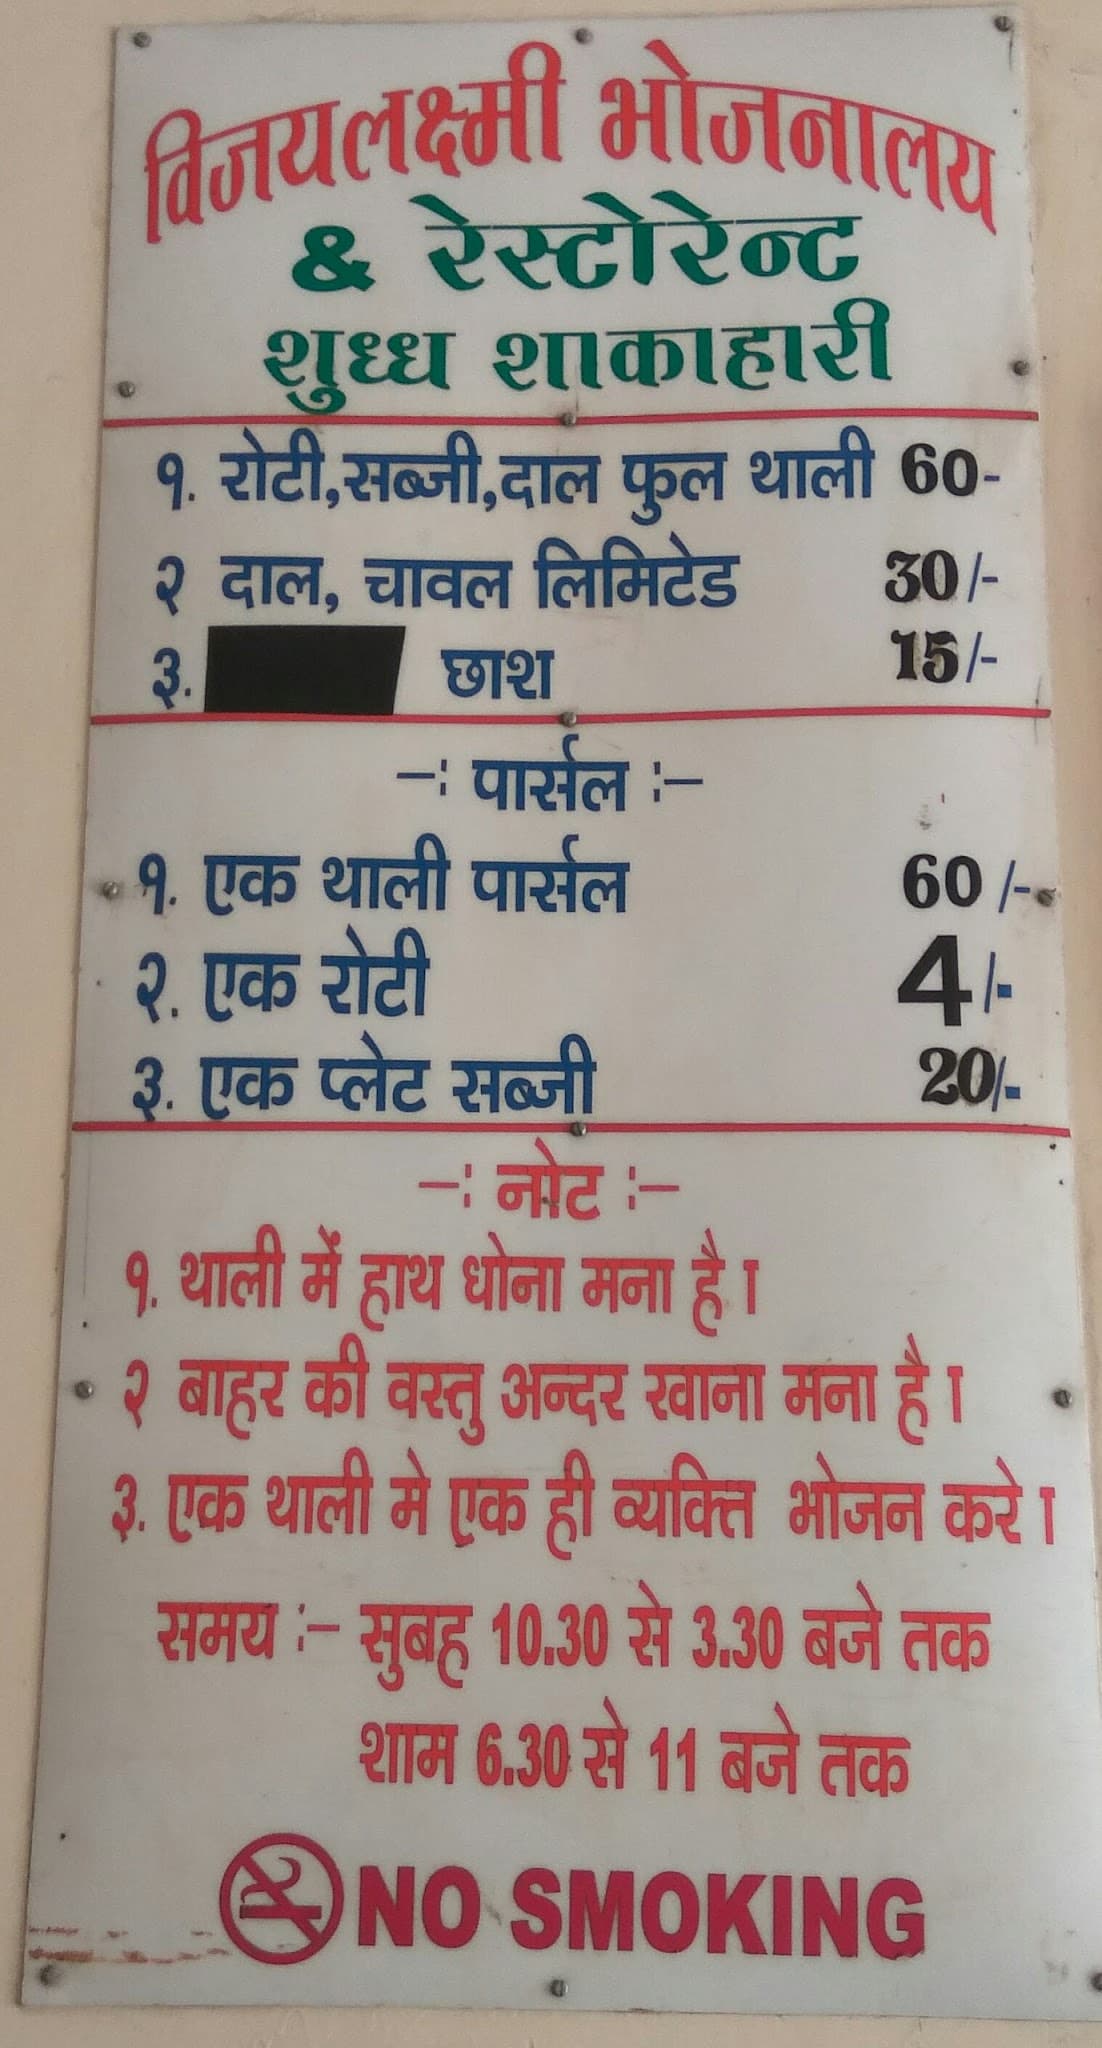 विजयलक्ष्मी भोजनालय
& रेस्टोरेन्ट
शुध्ध शाकाहारी
१. रोटी,सब्जी,दाल फुल थाली 60-
२ दाल, चावल लिमिटेड 30/-
३. छाश 15/-
-: पार्सल :-
१. एक थाली पार्सल 60/-
२. एक रोटी 4/-
३. एक प्लेट सब्जी 20/-
-: नोट :-
१. थाली में हाथ धोना मना है।
२ बाहर की वस्तु अन्दर खाना मना है।
३. एक थाली मे एक ही व्यक्ति भोजन करे।
समय :- सुबह 10.30 से 3.30 बजे तक
शाम 6.30 से 11 बजे तक
NO SMOKING